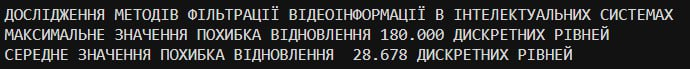 ДОСЛІДЖЕННЯ МЕТОДІВ ФІЛЬТРАЦІЇ ВІДЕОІНФОРМАЦІЇ В ІНТЕЛЕКТУАЛЬНИХ СИСТЕМАХ
МАКСИМАЛЬНЕ ЗНАЧЕННЯ ПОХИБКА ВІДНОВЛЕННЯ 180.000 ДИСКРЕТНИХ РІВНЕЙ
СЕРЕДНЕ ЗНАЧЕННЯ ПОХИБКА ВІДНОВЛЕННЯ  28.678 ДИСКРЕТНИХ РІВНЕЙ